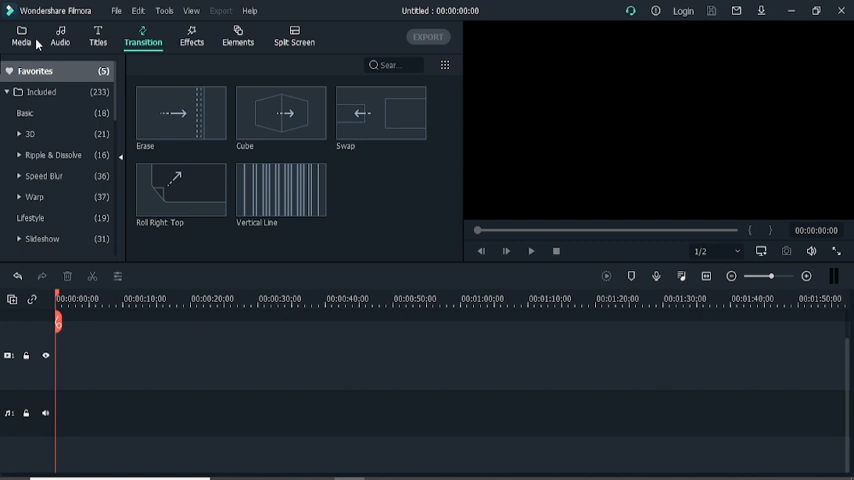 Wondershare Filmora File Edit Tools View Export Help Untitled : 00:00:00:00 Login
Media Audio Titles Transition Effects Elements Split Screen EXPORT
Favorites (5)
Sear...
Included (233)
Basic (18)
3D (21)
Ripple & Dissolve (16)
Speed Blur (36)
Warp (37)
Lifestyle (19)
Slideshow (31)
Erase Cube Swap
Roll Right Top Vertical Line
{ } 00:00:00:00
1/2
00:00:00:00 00:00:10:00 00:00:20:00 00:00:30:00 00:00:40:00 00:00:50:00 00:01:00:00 00:01:10:00 00:01:20:00 00:01:30:00 00:01:40:00 00:01:50:00
1
1